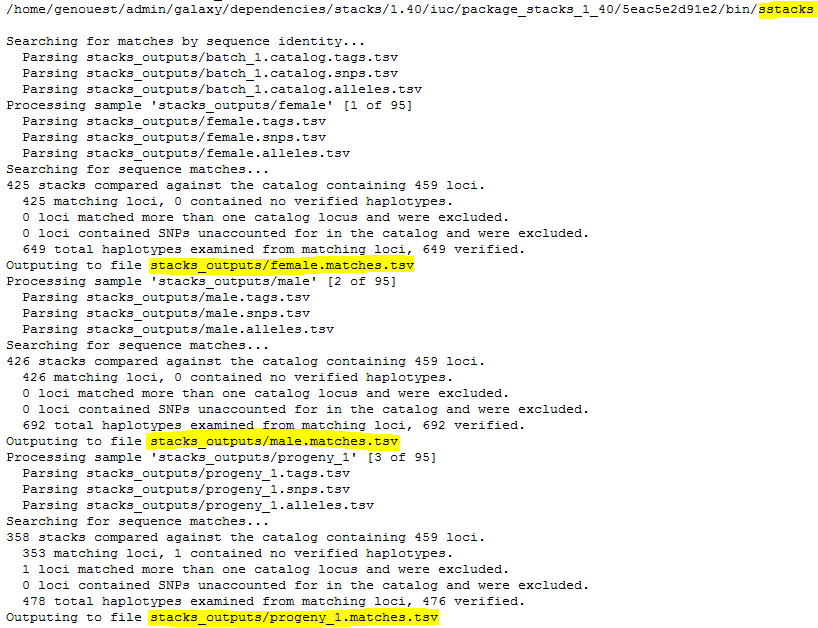 /home/genouest/admin/galaxy/dependencies/stacks/1.40/iuc/package_stacks_1_40/5eac5e2d91e2/bin/sstacks
Searching for matches by sequence identity...
Parsing stacks_outputs/batch_1.catalog.tags.tsv
Parsing stacks_outputs/batch_1.catalog.snps.tsv
Parsing stacks_outputs/batch_1.catalog.alleles.tsv
Processing sample 'stacks_outputs/female' [1 of 95]
Parsing stacks_outputs/female.tags.tsv
Parsing stacks_outputs/female.snps.tsv
Parsing stacks_outputs/female.alleles.tsv
Searching for sequence matches...
425 stacks compared against the catalog containing 459 loci.
425 matching loci, 0 contained no verified haplotypes.
0 loci matched more than one catalog locus and were excluded.
0 loci contained SNPs unaccounted for in the catalog and were excluded.
649 total haplotypes examined from matching loci, 649 verified.
Outputing to file stacks_outputs/female.matches.tsv
Processing sample 'stacks_outputs/male' [2 of 95]
Parsing stacks_outputs/male.tags.tsv
Parsing stacks_outputs/male.snps.tsv
Parsing stacks_outputs/male.alleles.tsv
Searching for sequence matches...
426 stacks compared against the catalog containing 459 loci.
426 matching loci, 0 contained no verified haplotypes.
0 loci matched more than one catalog locus and were excluded.
0 loci contained SNPs unaccounted for in the catalog and were excluded.
692 total haplotypes examined from matching loci, 692 verified.
Outputing to file stacks_outputs/male.matches.tsv
Processing sample 'stacks_outputs/progeny_1' [3 of 95]
Parsing stacks_outputs/progeny_1.tags.tsv
Parsing stacks_outputs/progeny_1.snps.tsv
Parsing stacks_outputs/progeny_1.alleles.tsv
Searching for sequence matches...
358 stacks compared against the catalog containing 459 loci.
353 matching loci, 1 contained no verified haplotypes.
1 loci matched more than one catalog locus and were excluded.
0 loci contained SNPs unaccounted for in the catalog and were excluded.
478 total haplotypes examined from matching loci, 476 verified.
Outputing to file stacks_outputs/progeny_1.matches.tsv